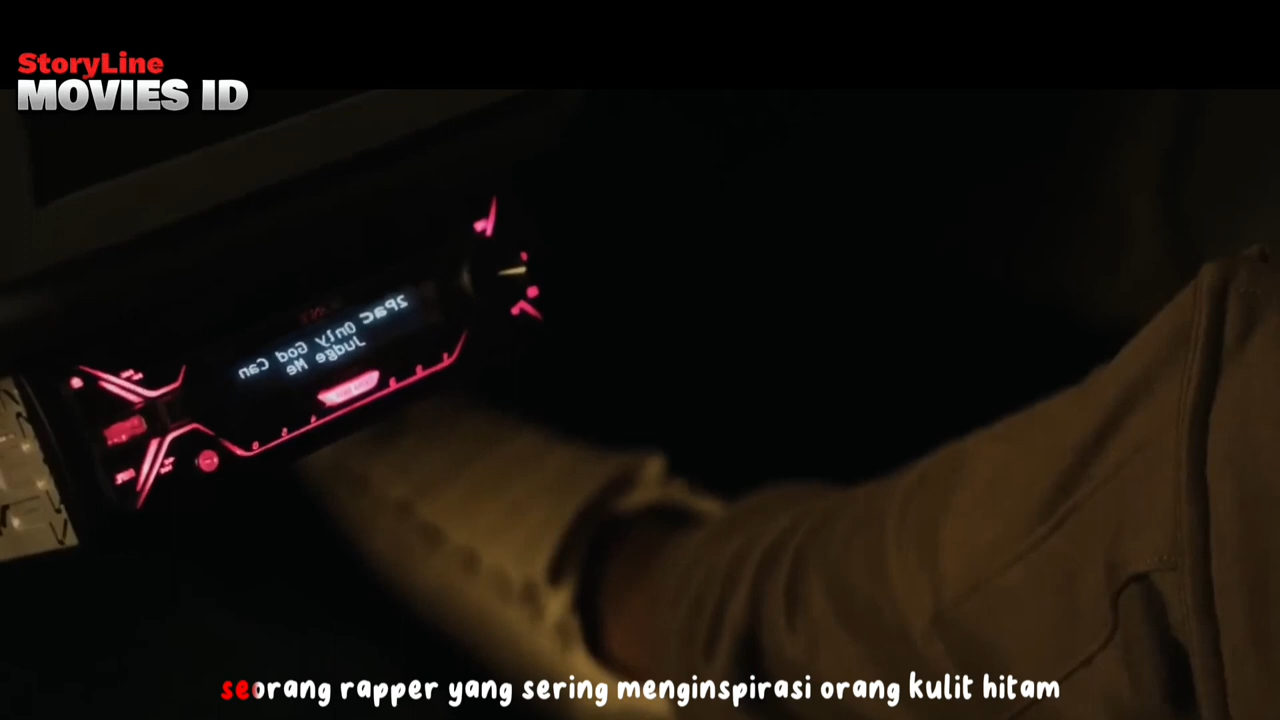 StoryLine
MOVIES ID
2Pac Only God Can
Judge Me
seorang rapper yang sering menginspirasi orang kulit hitam